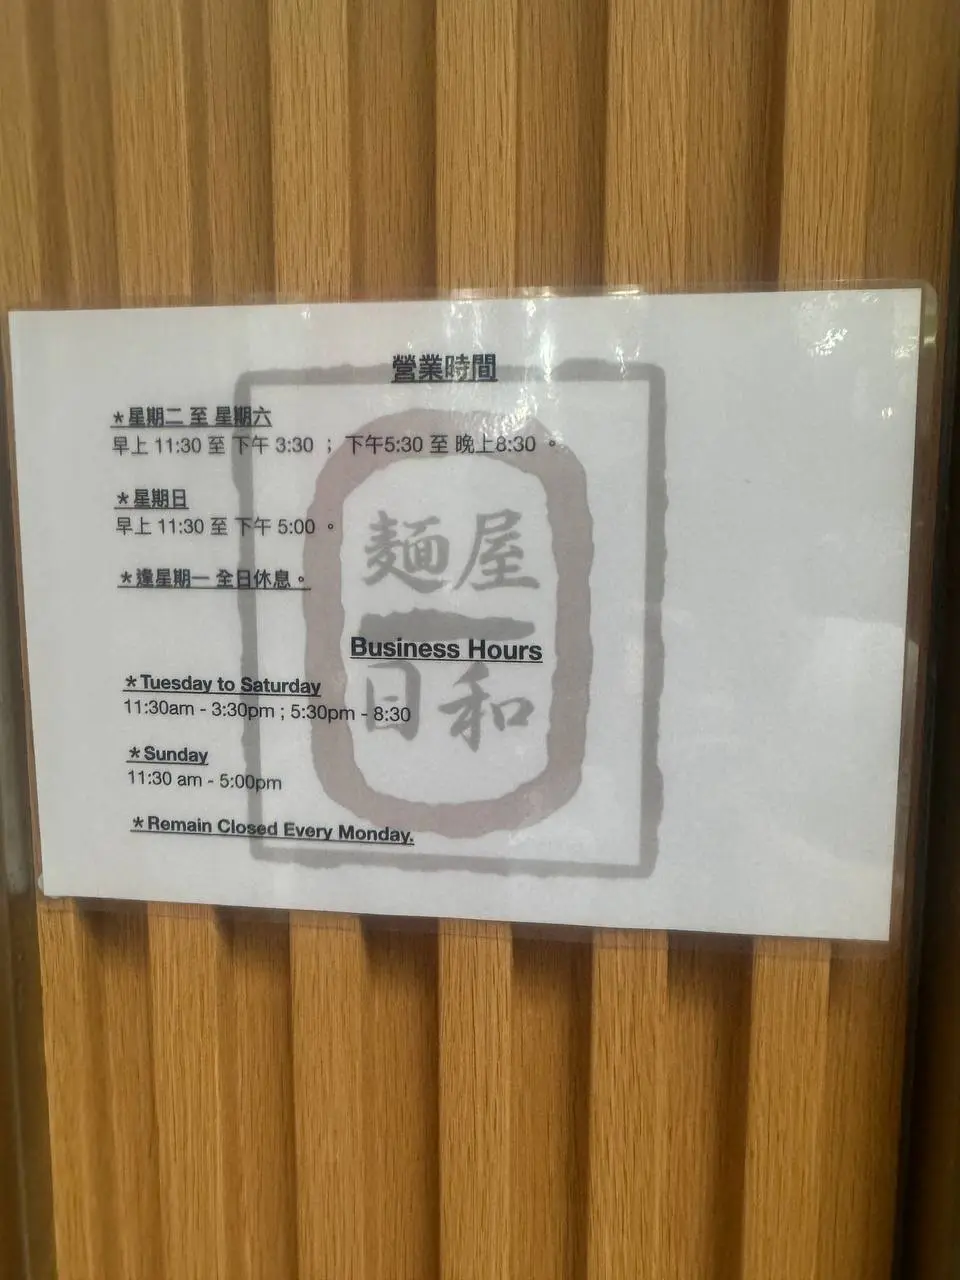 營業時間
*星期二 至 星期六
早上 11:30 至 下午 3:30 ； 下午5:30 至 晚上8:30 。
*星期日
早上 11:30 至 下午 5:00 。
*逢星期一 全日休息。
麵屋
一
日和
Business Hours
*Tuesday to Saturday
11:30am - 3:30pm ; 5:30pm - 8:30
*Sunday
11:30 am - 5:00pm
*Remain Closed Every Monday.